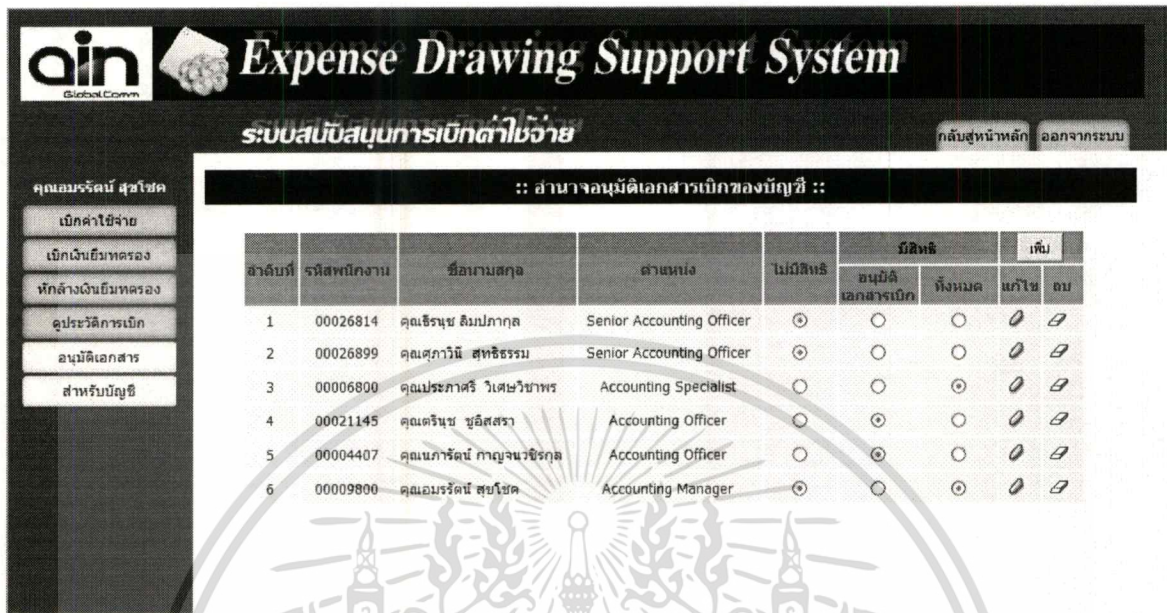 ain
GlobalComm
Expense Drawing Support System
ระบบสนับสนุนการเบิกค่าใช้จ่าย
กลับสู่หน้าหลัก ออกจากระบบ
คุณอมรรัตน์ สุขโชค
เบิกค่าใช้จ่าย
เบิกเงินยืมทดรอง
หักล้างเงินยืมทดรอง
ดูประวัติการเบิก
อนุมัติเอกสาร
สำหรับบัญชี
:: อำนาจอนุมัติเอกสารเบิกของบัญชี ::
ลำดับที่ รหัสพนักงาน ชื่อนามสกุล ตำแหน่ง ไม่มีสิทธิ มีสิทธิ เพิ่ม
อนุมัติเอกสารเบิก ทั้งหมด แก้ไข ลบ
1 00026814 คุณธีรนุช ลิมปภากุล Senior Accounting Officer
2 00026899 คุณศุภาวินี สุทธิธรรม Senior Accounting Officer
3 00006800 คุณประภาศรี วิเศษวิชาพร Accounting Specialist
4 00021145 คุณตรีนุช ชูอิสสรา Accounting Officer
5 00004407 คุณนภารัตน์ กาญจนวชิรกุล Accounting Officer
6 00009800 คุณอมรรัตน์ สุขโชค Accounting Manager